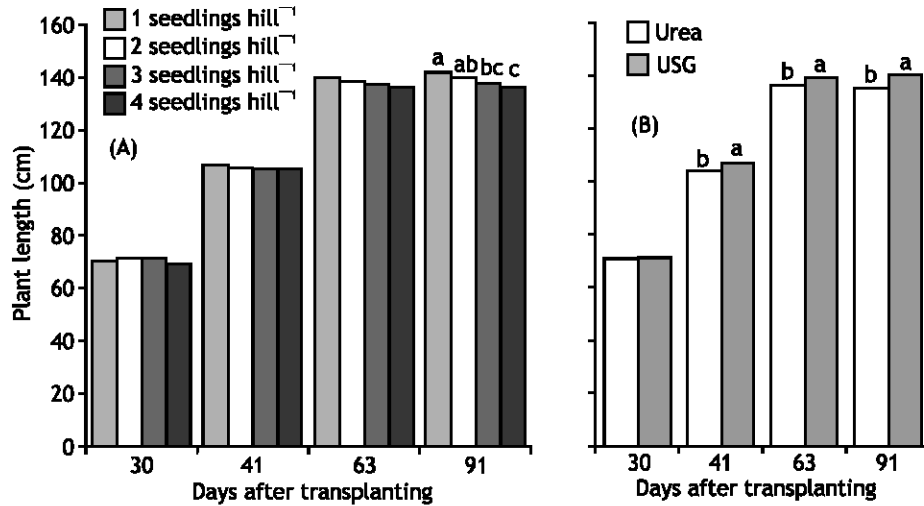 160
140
120
100
80
60
40
20
0
Plant length (cm)
1 seedlings hill⁻¹
2 seedlings hill⁻¹
3 seedlings hill⁻¹
4 seedlings hill⁻¹
(A)
a ab bc c
30 41 63 91
Days after transplanting
Urea
USG
(B)
b a b a b a
30 41 63 91
Days after transplanting